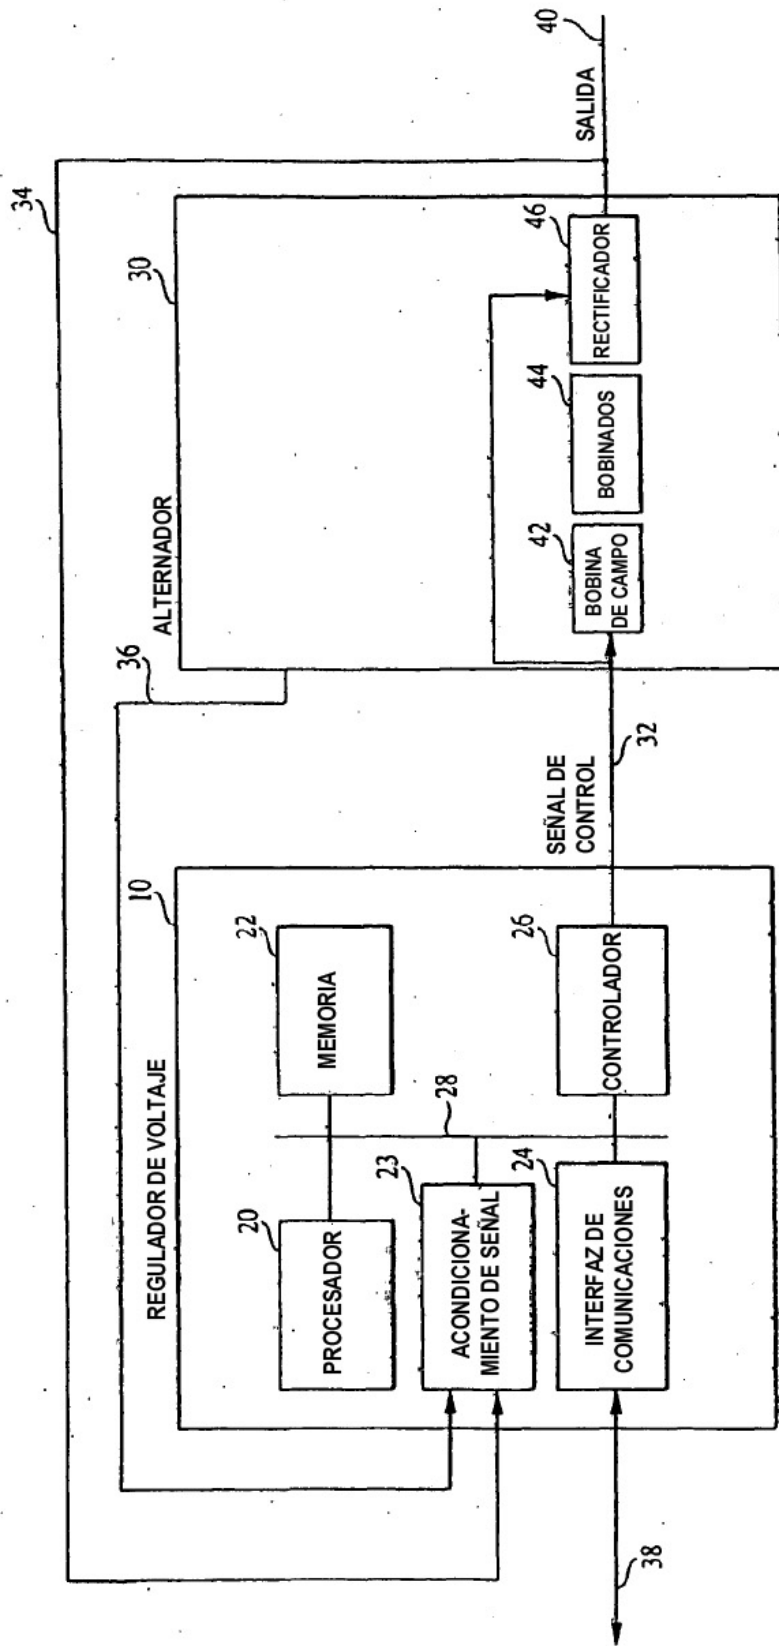 34
36
REGULADOR DE VOLTAJE
10
20
PROCESADOR
22
MEMORIA
23
ACONDICIONA-
MIENTO DE SEÑAL
28
24
INTERFAZ DE
COMUNICACIONES
26
CONTROLADOR
38
SEÑAL DE
CONTROL
32
ALTERNADOR
30
42
BOBINA
DE CAMPO
44
BOBINADOS
46
RECTIFICADOR
SALIDA
40